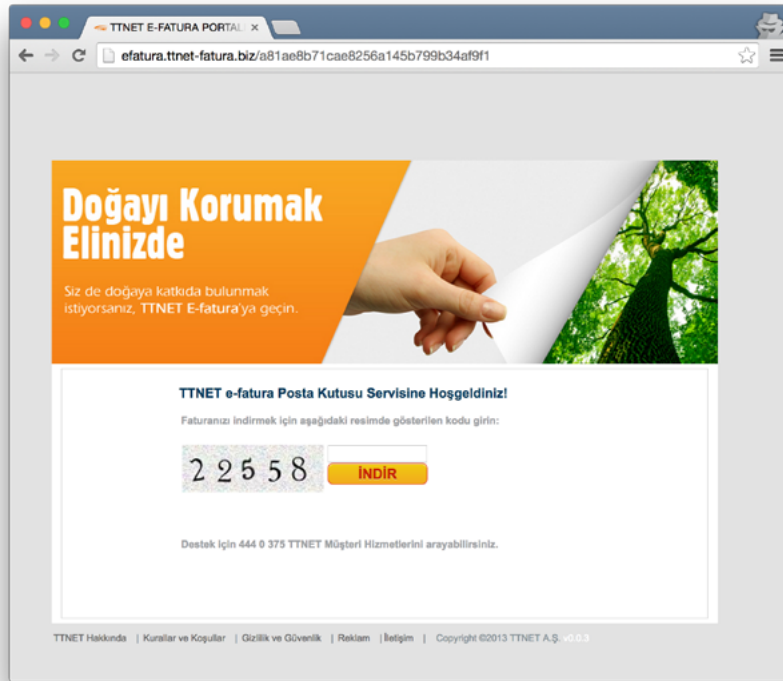 TTNET E-FATURA PORTAL
efatura.ttnet-fatura.biz/a81ae8b71cae8256a145b799b34af9f1
Doğayı Korumak
Elinizde
Siz de doğaya katkıda bulunmak
istiyorsanız, TTNET E-fatura'ya geçin.
TTNET e-fatura Posta Kutusu Servisine Hoşgeldiniz!
Faturanızı indirmek için aşağıdaki resimde gösterilen kodu girin:
22558
İNDİR
Destek için 444 0 375 TTNET Müşteri Hizmetlerini arayabilirsiniz.
TTNET Hakkında | Kurallar ve Koşullar | Gizlilik ve Güvenlik | Reklam | İletişim | Copyright ©2013 TTNET A.Ş. v0.0.3